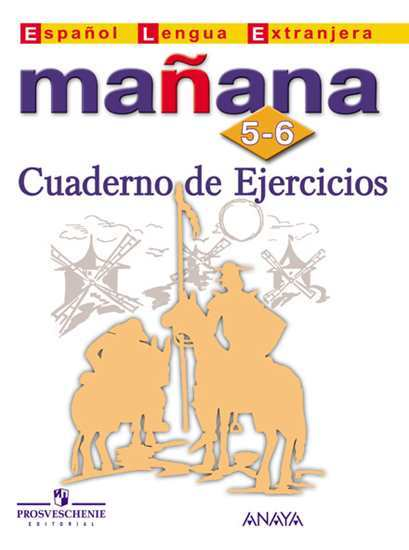 Español Lengua Extranjera
mañana
5-6
Cuaderno de Ejercicios
PROSVESCHENIE
EDITORIAL
ANAYA